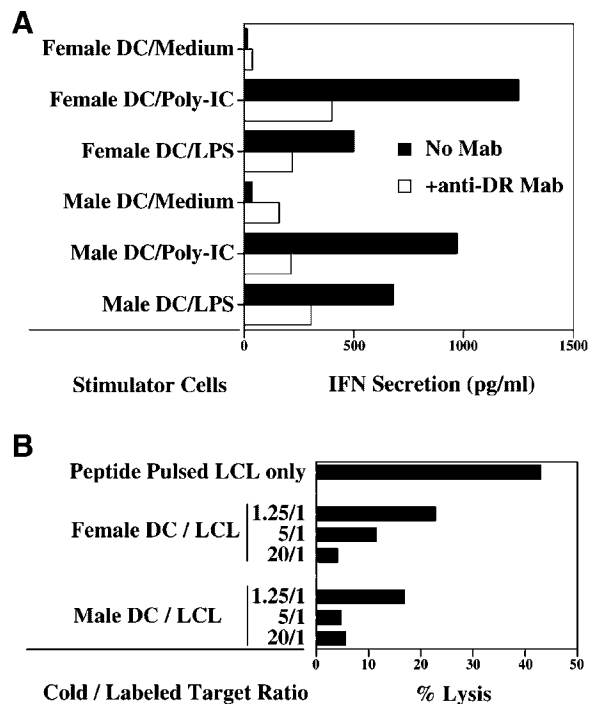 A
Female DC/Medium
Female DC/Poly-IC
Female DC/LPS
Male DC/Medium
Male DC/Poly-IC
Male DC/LPS
No Mab
+anti-DR Mab
0 500 1000 1500
Stimulator Cells IFN Secretion (pg/ml)
B
Peptide Pulsed LCL only
Female DC / LCL
1.25/1
5/1
20/1
Male DC / LCL
1.25/1
5/1
20/1
0 10 20 30 40 50
Cold / Labeled Target Ratio % Lysis